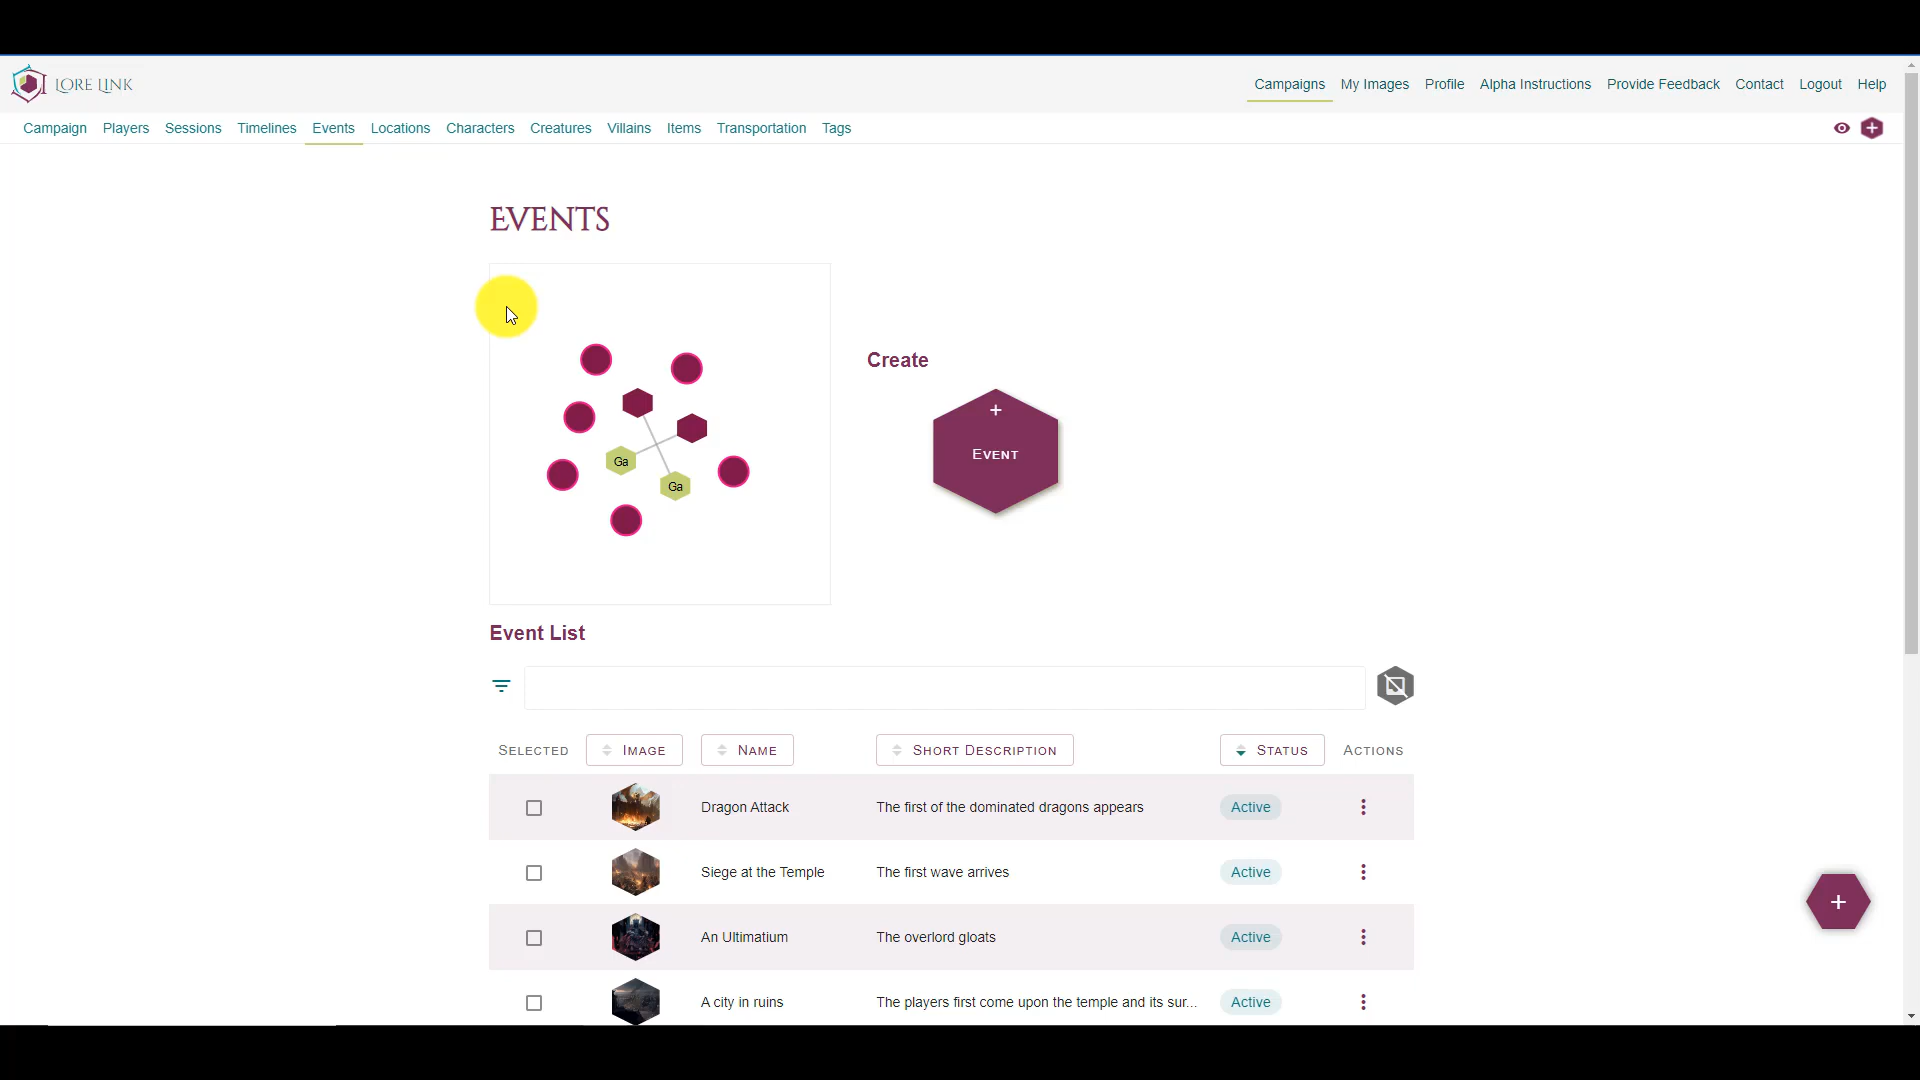 LORE LINK
Campaigns My Images Profile Alpha Instructions Provide Feedback Contact Logout Help
Campaign Players Sessions Timelines Events Locations Characters Creatures Villains Items Transportation Tags
EVENTS
Create
+
EVENT
Ga
Ga
Event List
SELECTED IMAGE NAME SHORT DESCRIPTION STATUS ACTIONS
Dragon Attack The first of the dominated dragons appears Active
Siege at the Temple The first wave arrives Active
An Ultimatium The overlord gloats Active
+
A city in ruins The players first come upon the temple and its sur... Active